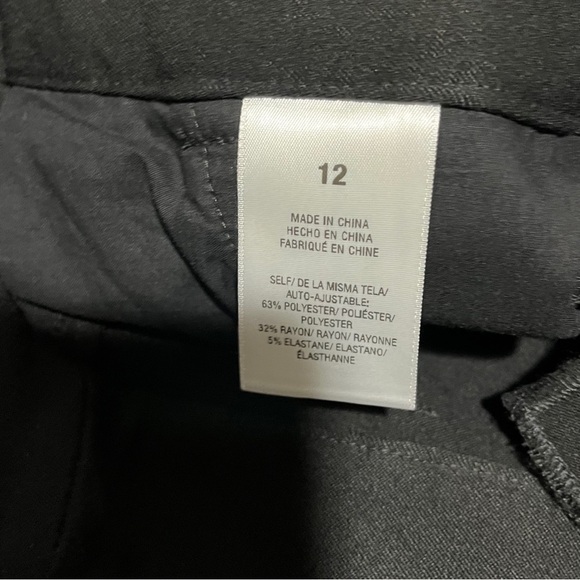 12
MADE IN CHINA
HECHO EN CHINA
FABRIQUÉ EN CHINE
SELF/ DE LA MISMA TELA/
AUTO-AJUSTABLE:
63% POLYESTER/ POLIÉSTER/
POLYESTER
32% RAYON/ RAYON/ RAYONNE
5% ELASTANE/ ELASTANO/
ÉLASTHANNE